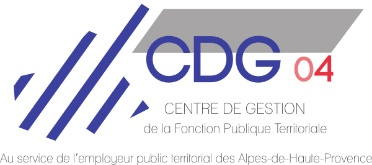 CDG 04
CENTRE DE GESTION
de la Fonction Publique Territoriale
Au service de l'employeur public territorial des Alpes-de-Haute-Provence